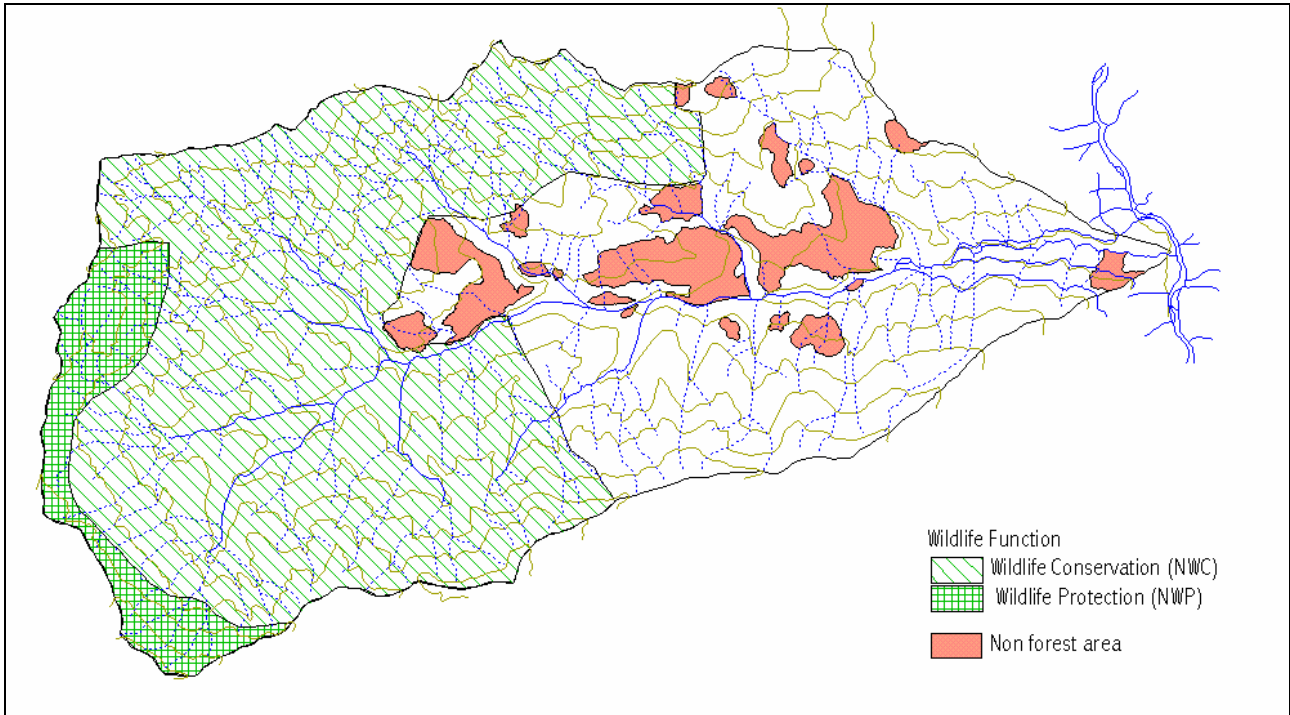 Wildlife Function
Wildlife Conservation (NWC)
Wildlife Protection (NWP)
Non forest area